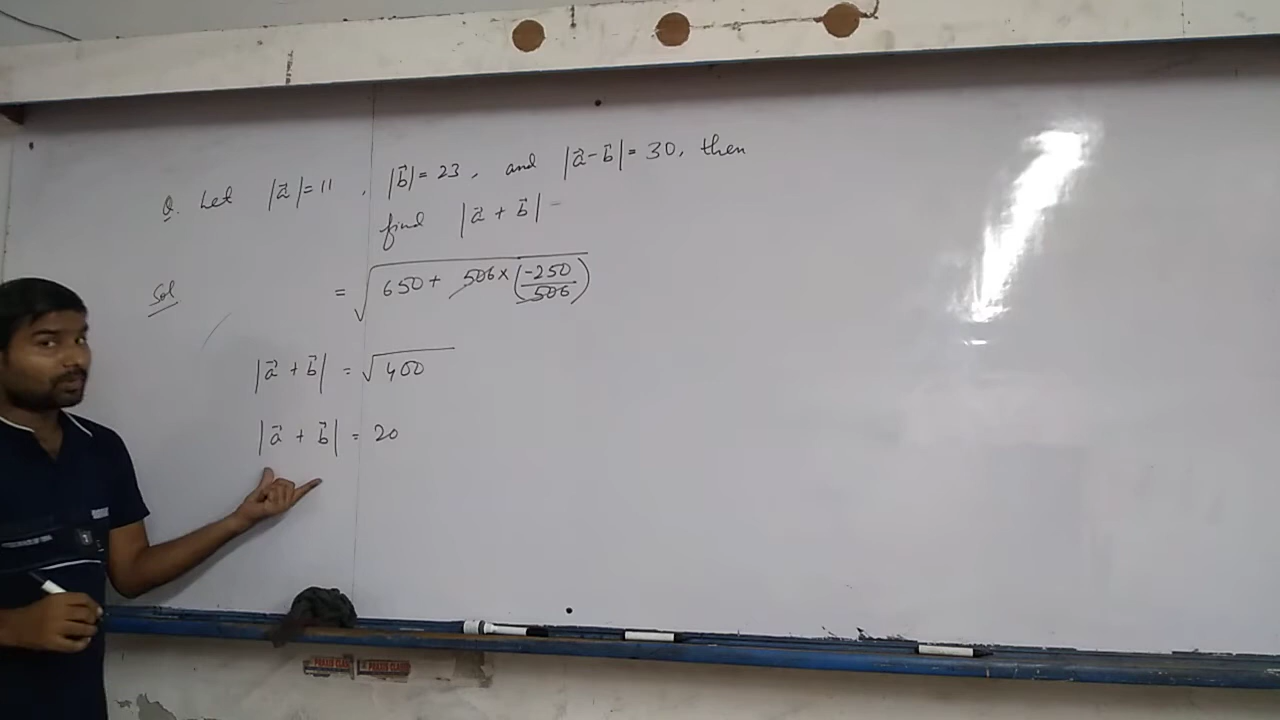 Q. Let |a⃗|=11, |b⃗|=23, and |a⃗-b⃗|=30, then
find |a⃗+b⃗|-
Sol
= √(650+ 506×(-250/506))
|a⃗+b⃗| = √400
|a⃗+b⃗| = 20